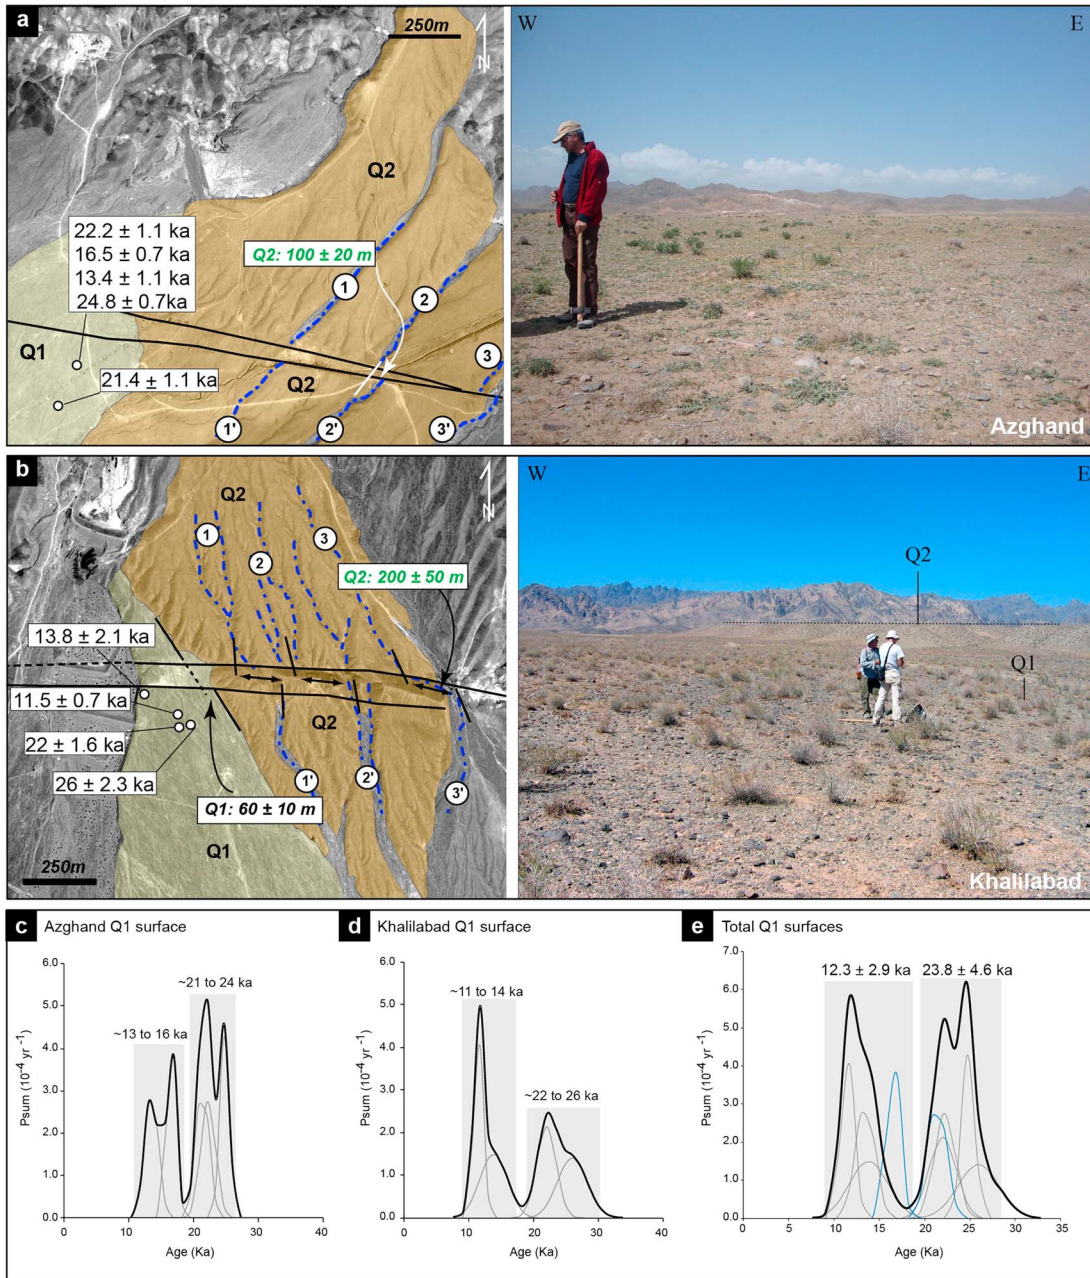 a
250m
N
Q2
22.2 ± 1.1 ka
16.5 ± 0.7 ka
13.4 ± 1.1 ka
24.8 ± 0.7ka
Q2: 100 ± 20 m
1
2
3
Q1
Q2
21.4 ± 1.1 ka
1'
2'
3'
W
E
Azghand
b
N
Q2
1
2
3
Q2: 200 ± 50 m
13.8 ± 2.1 ka
11.5 ± 0.7 ka
22 ± 1.6 ka
26 ± 2.3 ka
Q2
1'
2'
3'
Q1: 60 ± 10 m
Q1
250m
W
E
Q2
Q1
Khalilabad
c Azghand Q1 surface
~21 to 24 ka
~13 to 16 ka
Psum (10⁻⁴ yr⁻¹)
6.0
5.0
4.0
3.0
2.0
1.0
0.0
0 10 20 30 40
Age (Ka)
d Khalilabad Q1 surface
~11 to 14 ka
~22 to 26 ka
Psum (10⁻⁴ yr⁻¹)
6.0
5.0
4.0
3.0
2.0
1.0
0.0
0 10 20 30 40
Age (Ka)
e Total Q1 surfaces
12.3 ± 2.9 ka
23.8 ± 4.6 ka
Psum (10⁻⁴ yr⁻¹)
7.0
6.0
5.0
4.0
3.0
2.0
1.0
0.0
0 5 10 15 20 25 30 35
Age (Ka)